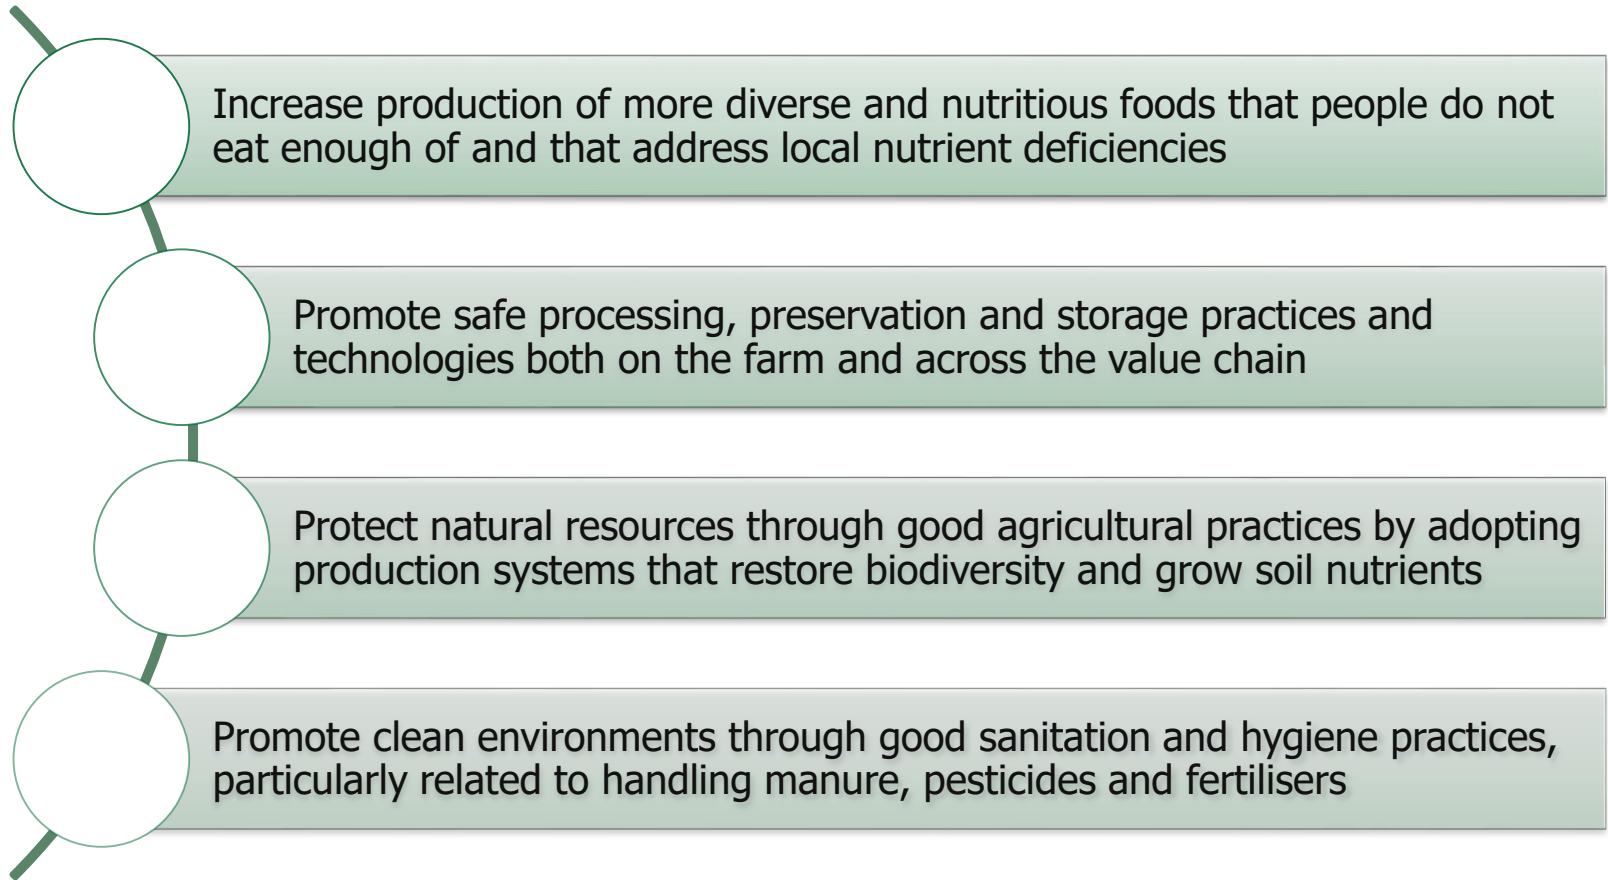 Increase production of more diverse and nutritious foods that people do not
eat enough of and that address local nutrient deficiencies
Promote safe processing, preservation and storage practices and
technologies both on the farm and across the value chain
Protect natural resources through good agricultural practices by adopting
production systems that restore biodiversity and grow soil nutrients
Promote clean environments through good sanitation and hygiene practices,
particularly related to handling manure, pesticides and fertilisers